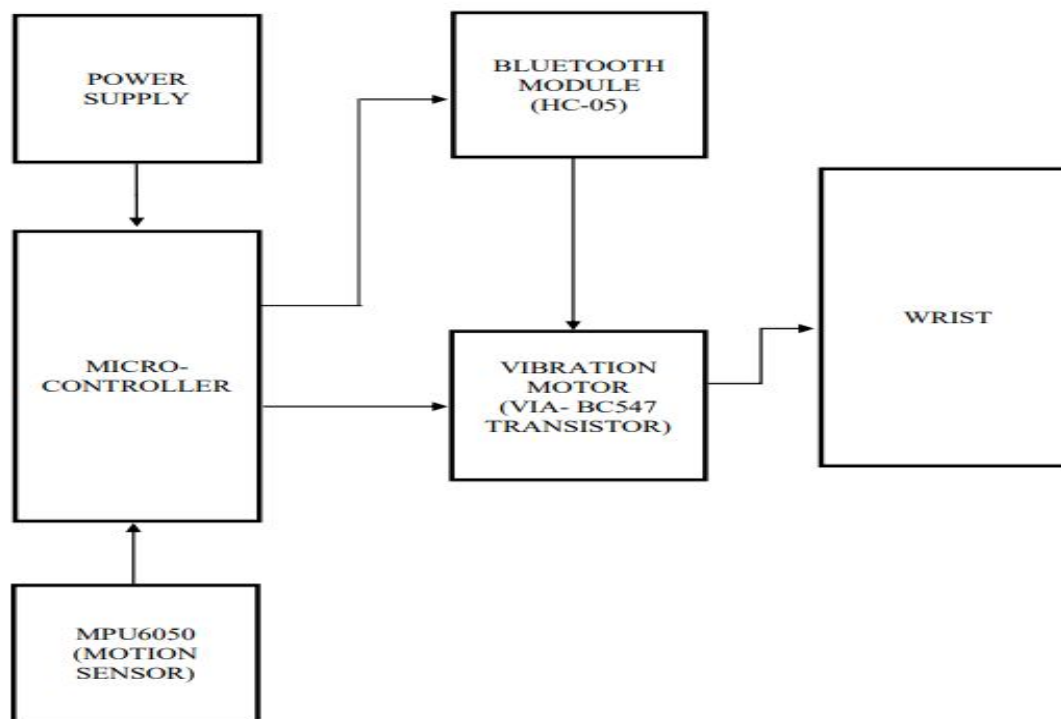 POWER
SUPPLY
BLUETOOTH
MODULE
(HC-05)
MICRO-
CONTROLLER
VIBRATION
MOTOR
(VIA- BC547
TRANSISTOR)
WRIST
MPU6050
(MOTION
SENSOR)